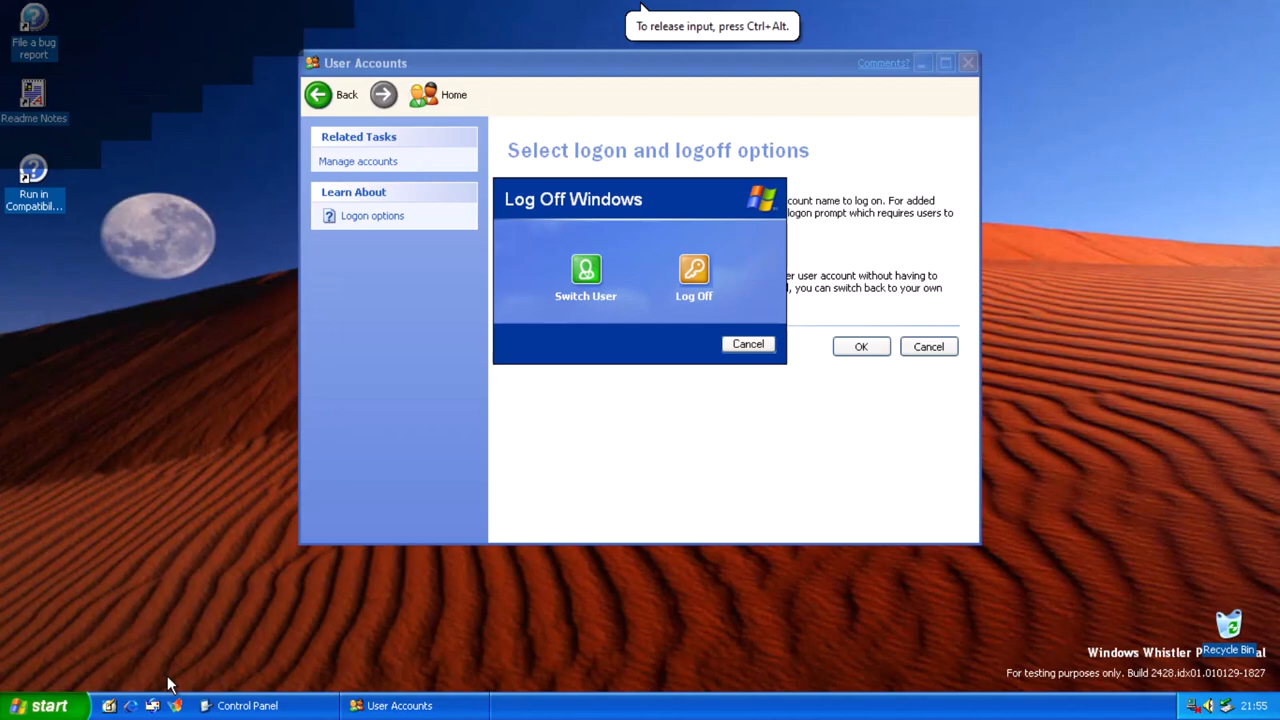 To release input, press Ctrl+Alt.
File a bug
report
Readme Notes
Run in
Compatibil...
User Accounts
Comments?
Back
Home
Related Tasks
Manage accounts
Learn About
Logon options
Select logon and logoff options
count name to log on. For added
logon prompt which requires users to
er user account without having to
, you can switch back to your own
OK
Cancel
Log Off Windows
Switch User
Log Off
Cancel
Recycle Bin
Windows Whistler P
al
For testing purposes only. Build 2428.idx01.010129-1827
start
Control Panel
User Accounts
21:55